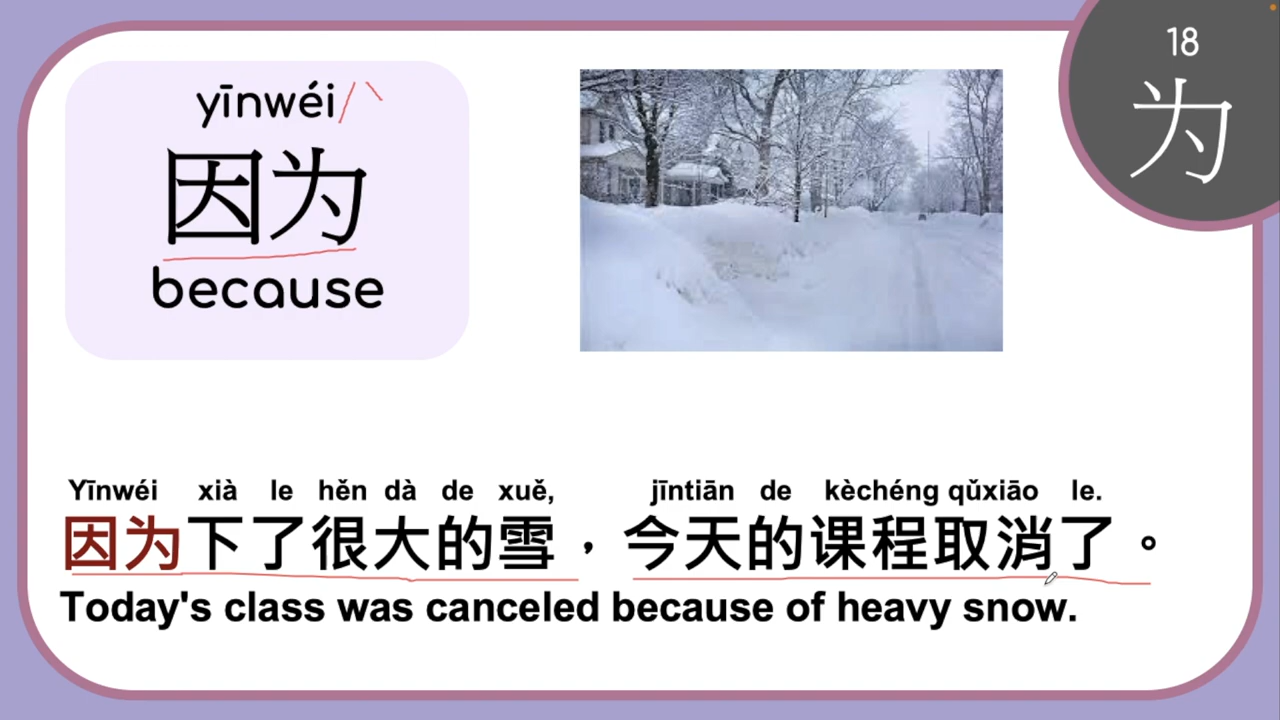 18
为
yīnwéi
因为
because
Yīnwéi xià le hěn dà de xuě, jīntiān de kèchéng qǔxiāo le.
因为下了很大的雪，今天的课程取消了。
Today's class was canceled because of heavy snow.